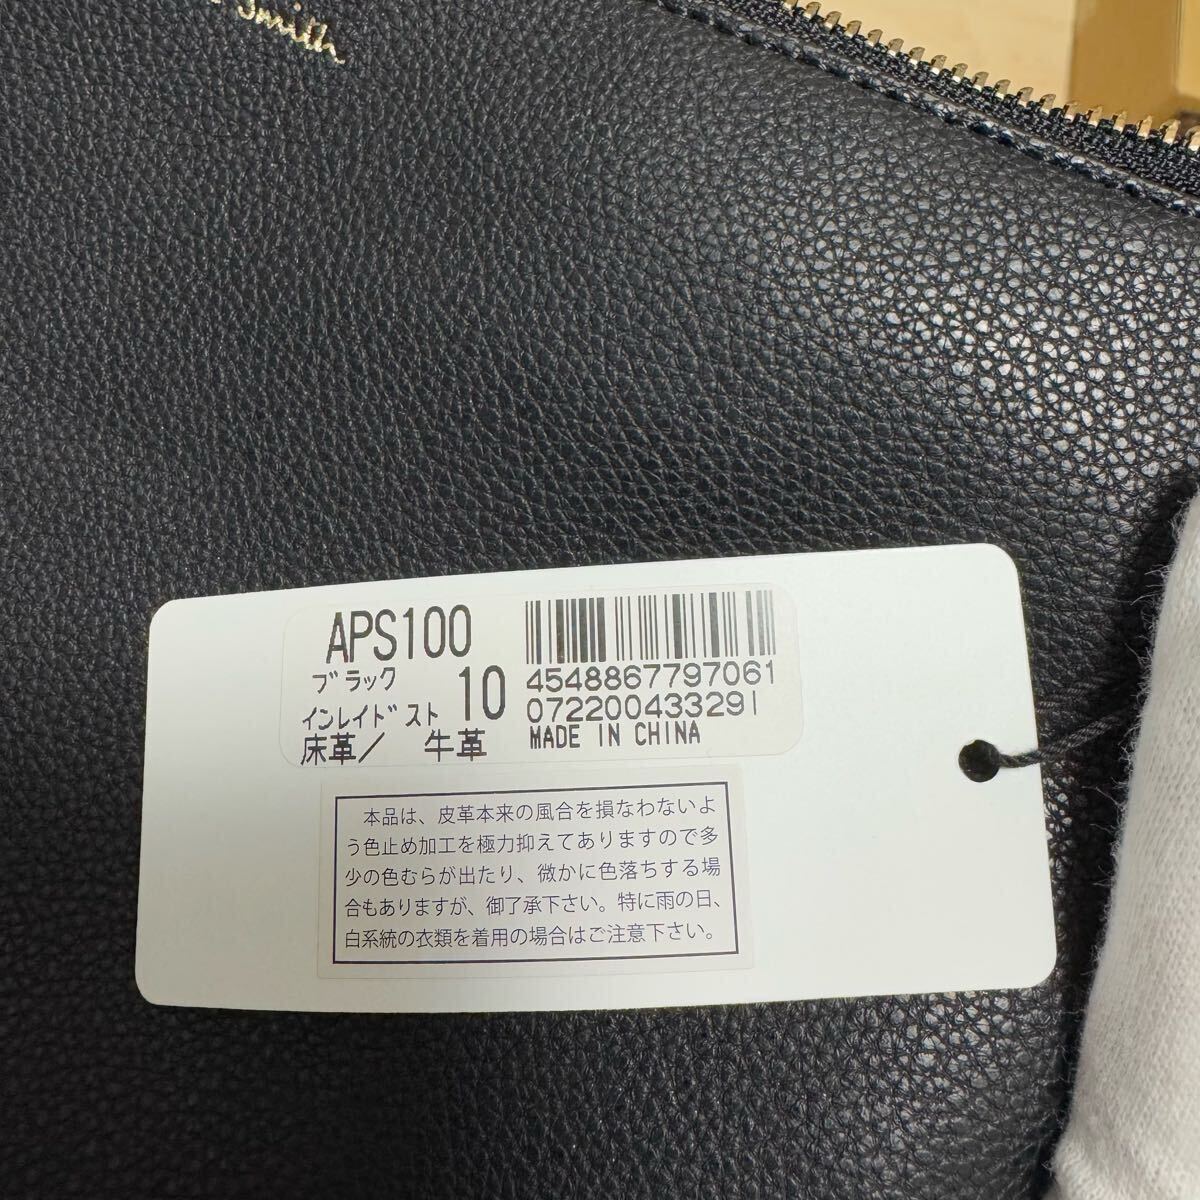 Smith
APS100
ブラック 10
インレイドスト
床革/ 牛革
4548867797061
072200433291
MADE IN CHINA
本品は、皮革本来の風合を損なわないよ
う色止め加工を極力抑えてありますので多
少の色むらが出たり、微かに色落ちする場
合もありますが、御了承下さい。特に雨の日、
白系統の衣類を着用の場合はご注意下さい。